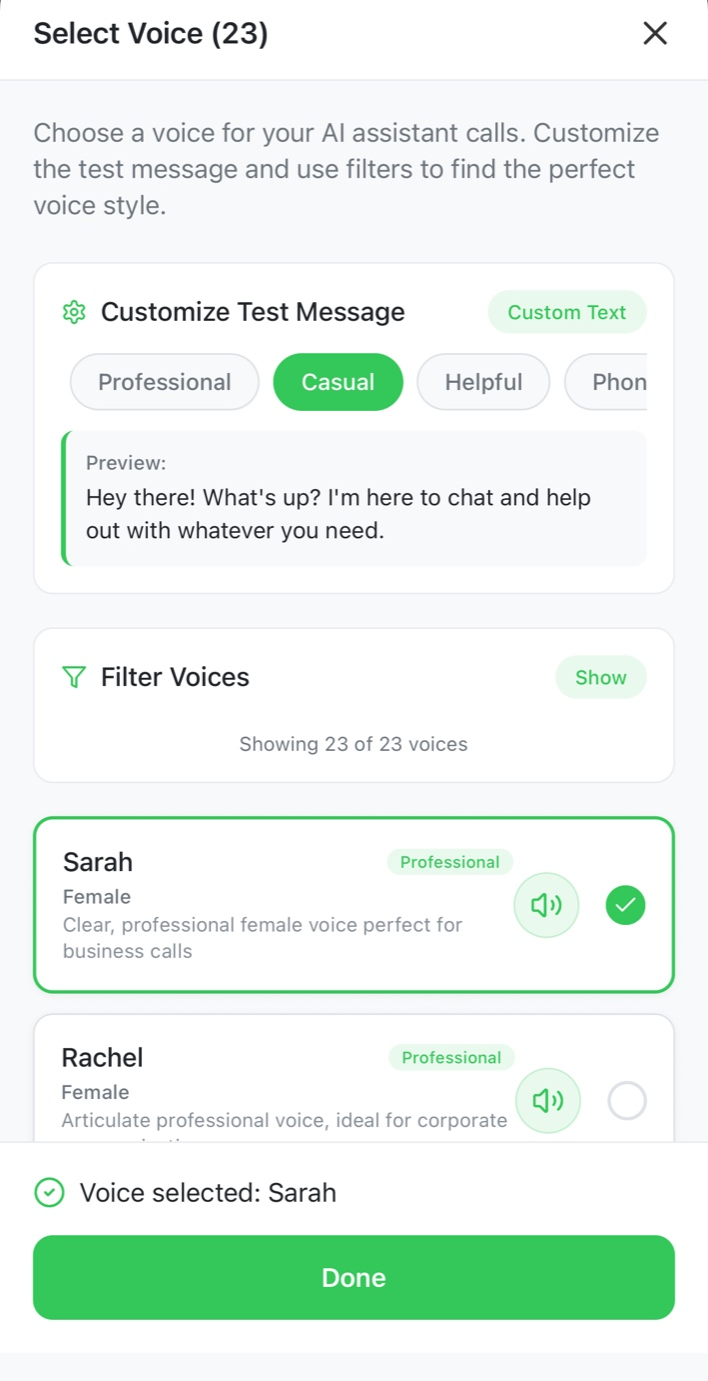 Select Voice (23)
Choose a voice for your AI assistant calls. Customize
the test message and use filters to find the perfect
voice style.
Customize Test Message
Custom Text
Professional
Casual
Helpful
Phon
Preview:
Hey there! What's up? I'm here to chat and help
out with whatever you need.
Filter Voices
Show
Showing 23 of 23 voices
Sarah
Professional
Female
Clear, professional female voice perfect for
business calls
Rachel
Professional
Female
Articulate professional voice, ideal for corporate
Voice selected: Sarah
Done